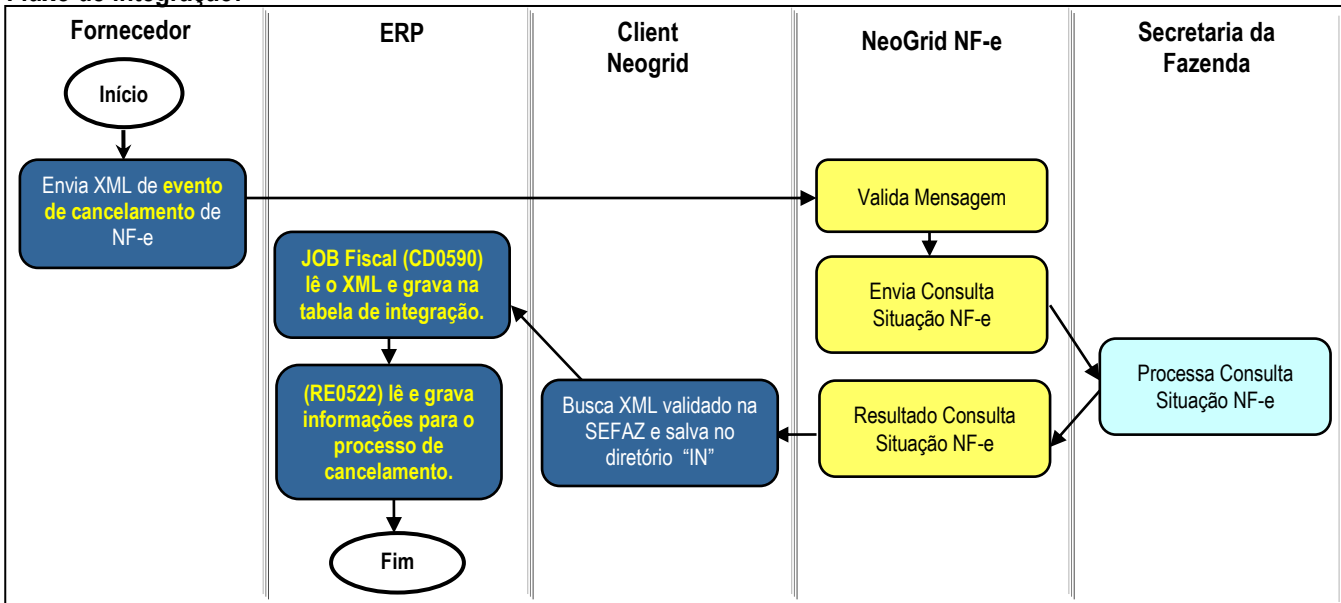 Fluxo de Integração:
Fornecedor
ERP
Client
Neogrid
NeoGrid NF-e
Secretaria da
Fazenda
Início
Envia XML de evento
de cancelamento de
NF-e
Valida Mensagem
JOB Fiscal (CD0590)
lê o XML e grava na
tabela de integração.
Envia Consulta
Situação NF-e
Processa Consulta
Situação NF-e
(RE0522) lê e grava
informações para o
processo de
cancelamento.
Busca XML validado na
SEFAZ e salva no
diretório “IN”
Resultado Consulta
Situação NF-e
Fim